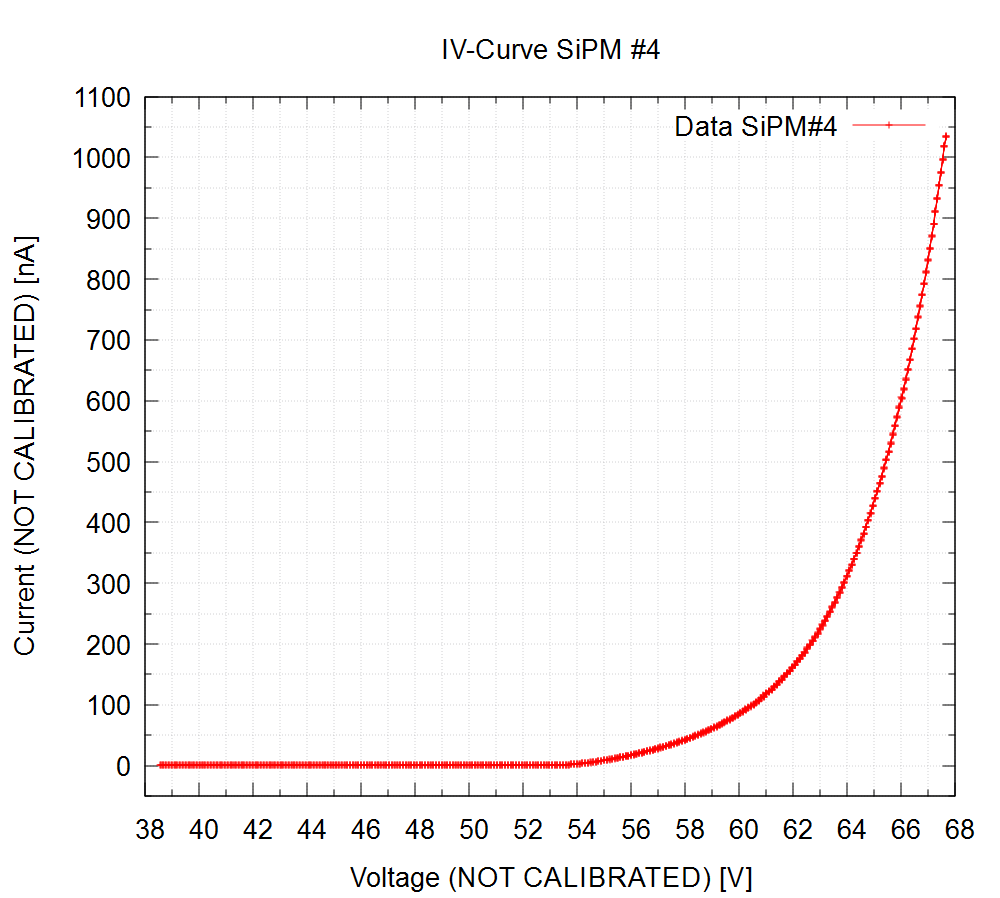 IV-Curve SiPM #4
Data SiPM#4
1100
1000
900
800
700
600
500
400
300
200
100
0
Current (NOT CALIBRATED) [nA]
38 40 42 44 46 48 50 52 54 56 58 60 62 64 66 68
Voltage (NOT CALIBRATED) [V]